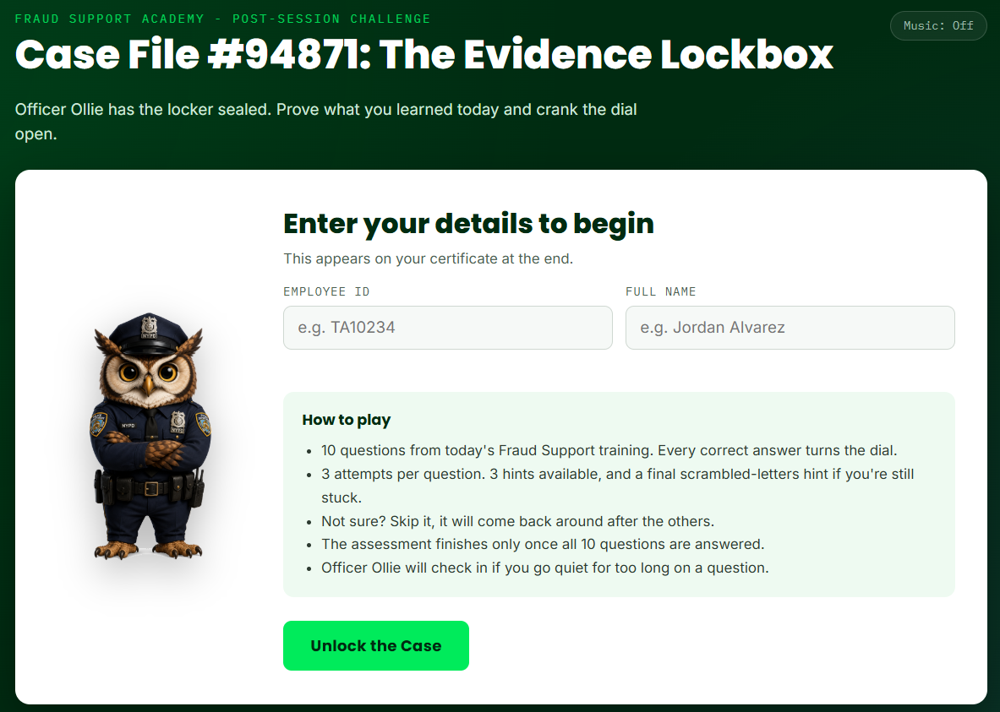 FRAUD SUPPORT ACADEMY - POST-SESSION CHALLENGE
Music: Off
Case File #94871: The Evidence Lockbox
Officer Ollie has the locker sealed. Prove what you learned today and crank the dial
open.
Enter your details to begin
This appears on your certificate at the end.
EMPLOYEE ID
FULL NAME
e.g. TA10234
e.g. Jordan Alvarez
NYPD
NYPD
NYPD
How to play
• 10 questions from today's Fraud Support training. Every correct answer turns the dial.
• 3 attempts per question. 3 hints available, and a final scrambled-letters hint if you're still
stuck.
• Not sure? Skip it, it will come back around after the others.
• The assessment finishes only once all 10 questions are answered.
• Officer Ollie will check in if you go quiet for too long on a question.
Unlock the Case